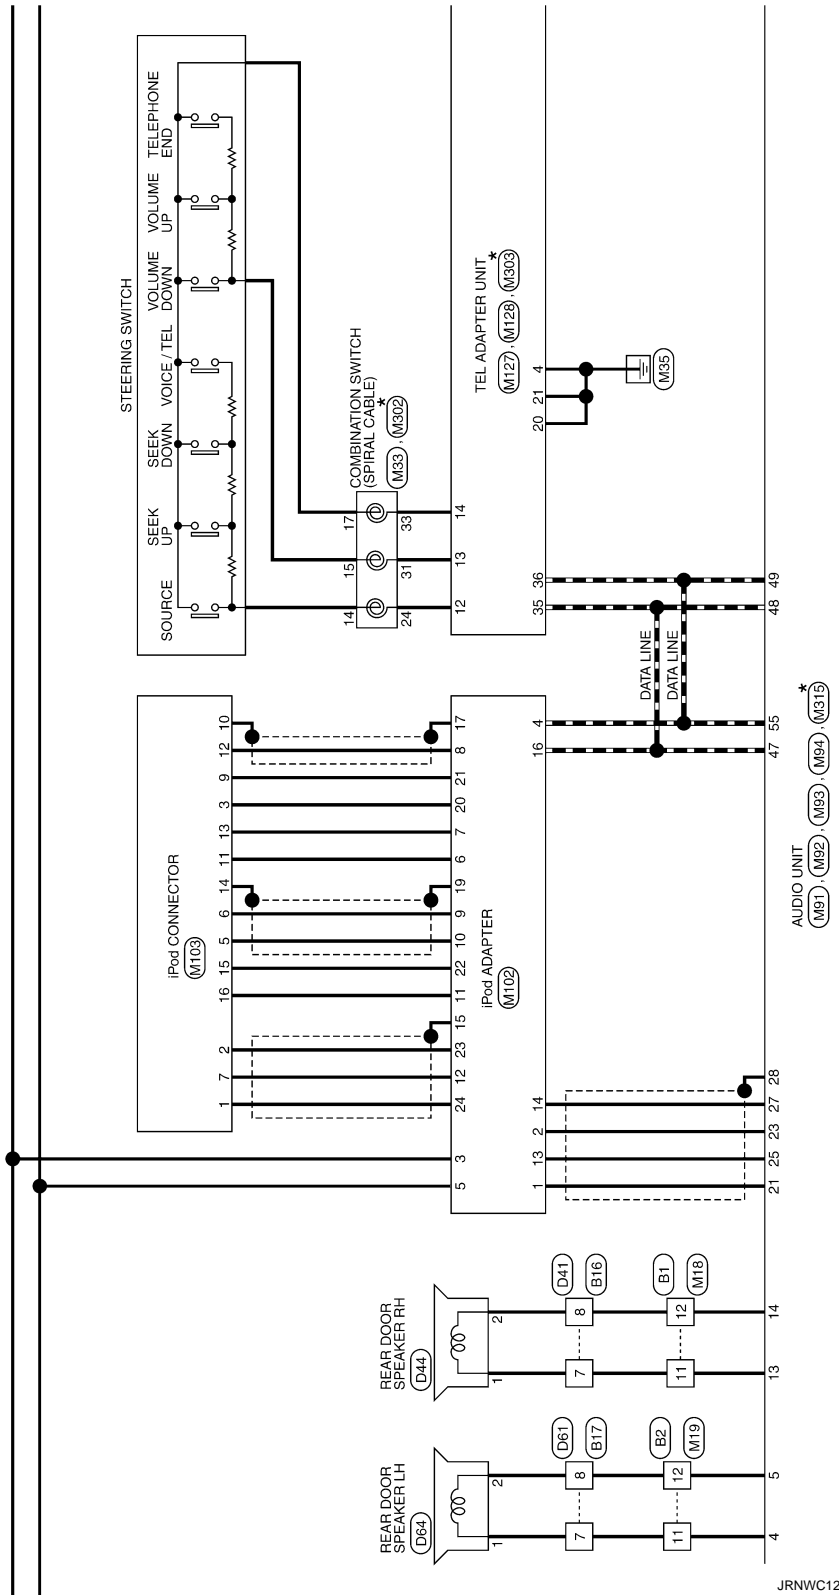 REAR DOOR
SPEAKER LH
D64
1 2
7 8
D61
B17
11 12
B2
M19
4 5
REAR DOOR
SPEAKER RH
D44
1 2
7 8
D41
B16
11 12
B1
M18
13 14
iPod CONNECTOR
M103
1 7 2 16 15 5 6 14 11 13 3 9 12 10
5 3 24 12 23 15 11 22 10 9 19 6 7 20 21 8 17
iPod ADAPTER
M102
1 13 2 14 16 4
21 25 23 27 28 47 55 48 49
DATA LINE
DATA LINE
AUDIO UNIT
M91 , M92 , M93 , M94 , M315 *
STEERING SWITCH
SOURCE
SEEK
UP
SEEK
DOWN
VOICE / TEL
VOLUME
DOWN
VOLUME
UP
TELEPHONE
END
14 15 17
24 31 33
COMBINATION SWITCH
(SPIRAL CABLE)
M33 , M302 *
12 13 14
TEL ADAPTER UNIT
M127 , M128 , M303 *
35 36 20 21 4
M35
JRNWC12